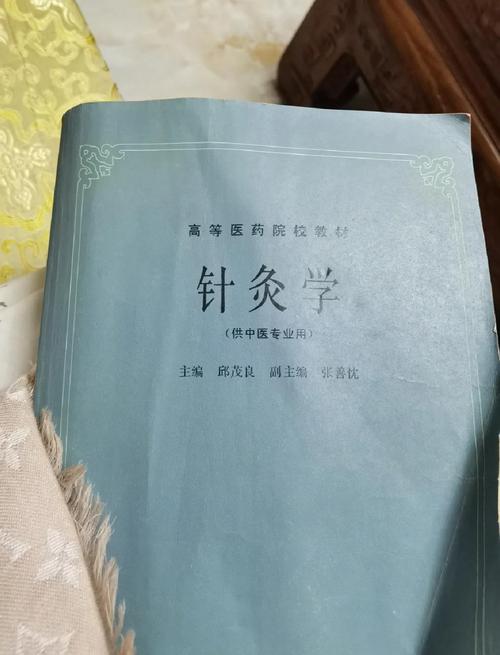 高等医药院校教材
针灸学
（供中医专业用）
主编 邱茂良 副主编 张善忱